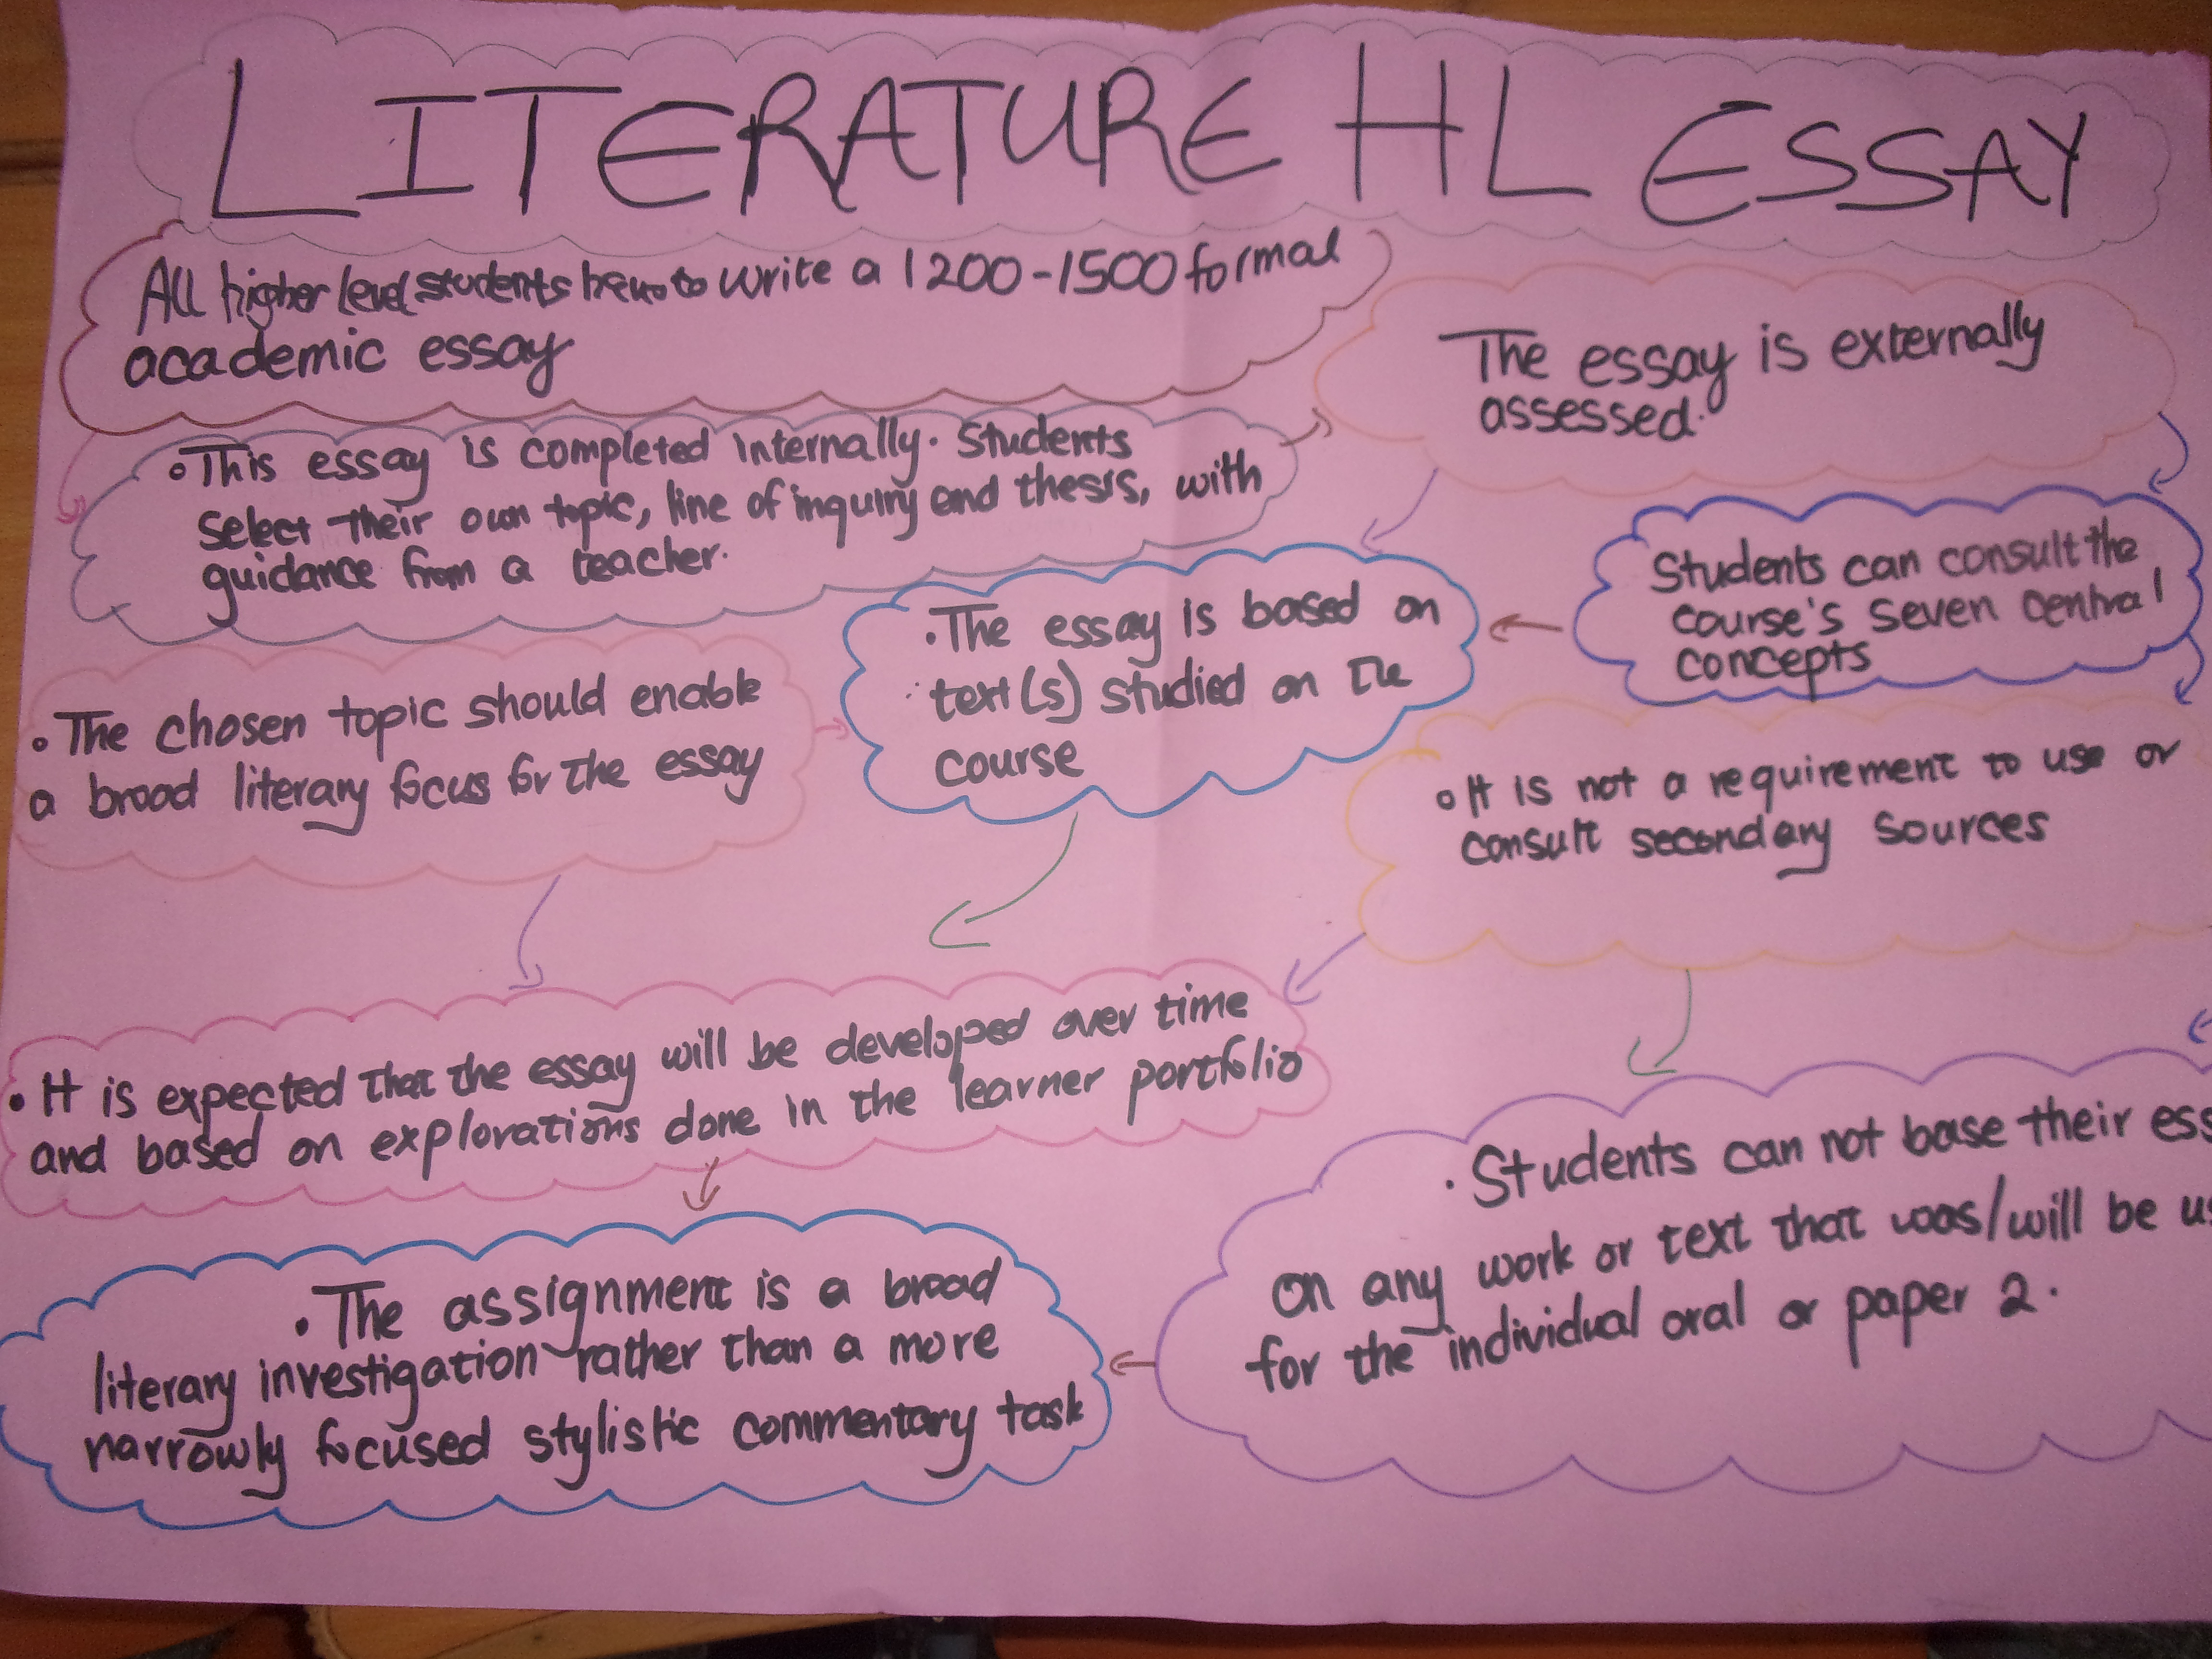 LITERATURE HL ESSAY
All higher level students have to write a 1200-1500 formal
academic essay
The essay is externally
assessed.
• This essay is completed internally. Students
select their own topic, line of inquiry and thesis, with
guidance from a teacher.
Students can consult the
course's seven central
concepts
• The essay is based on
text(s) studied on the
course
• The chosen topic should enable
a broad literary focus for the essay
• It is not a requirement to use or
consult secondary sources
• It is expected that the essay will be developed over time
and based on explorations done in the learner portfolio
• Students can not base their ess
on any work or text that was/will be us
for the individual oral or paper 2.
• The assignment is a broad
literary investigation rather than a more
narrowly focused stylistic commentary task